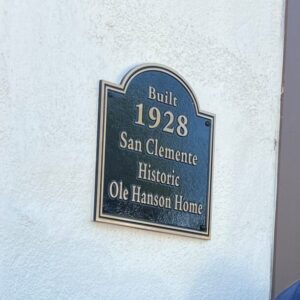 Built
1928
San Clemente
Historic
Ole Hanson Home